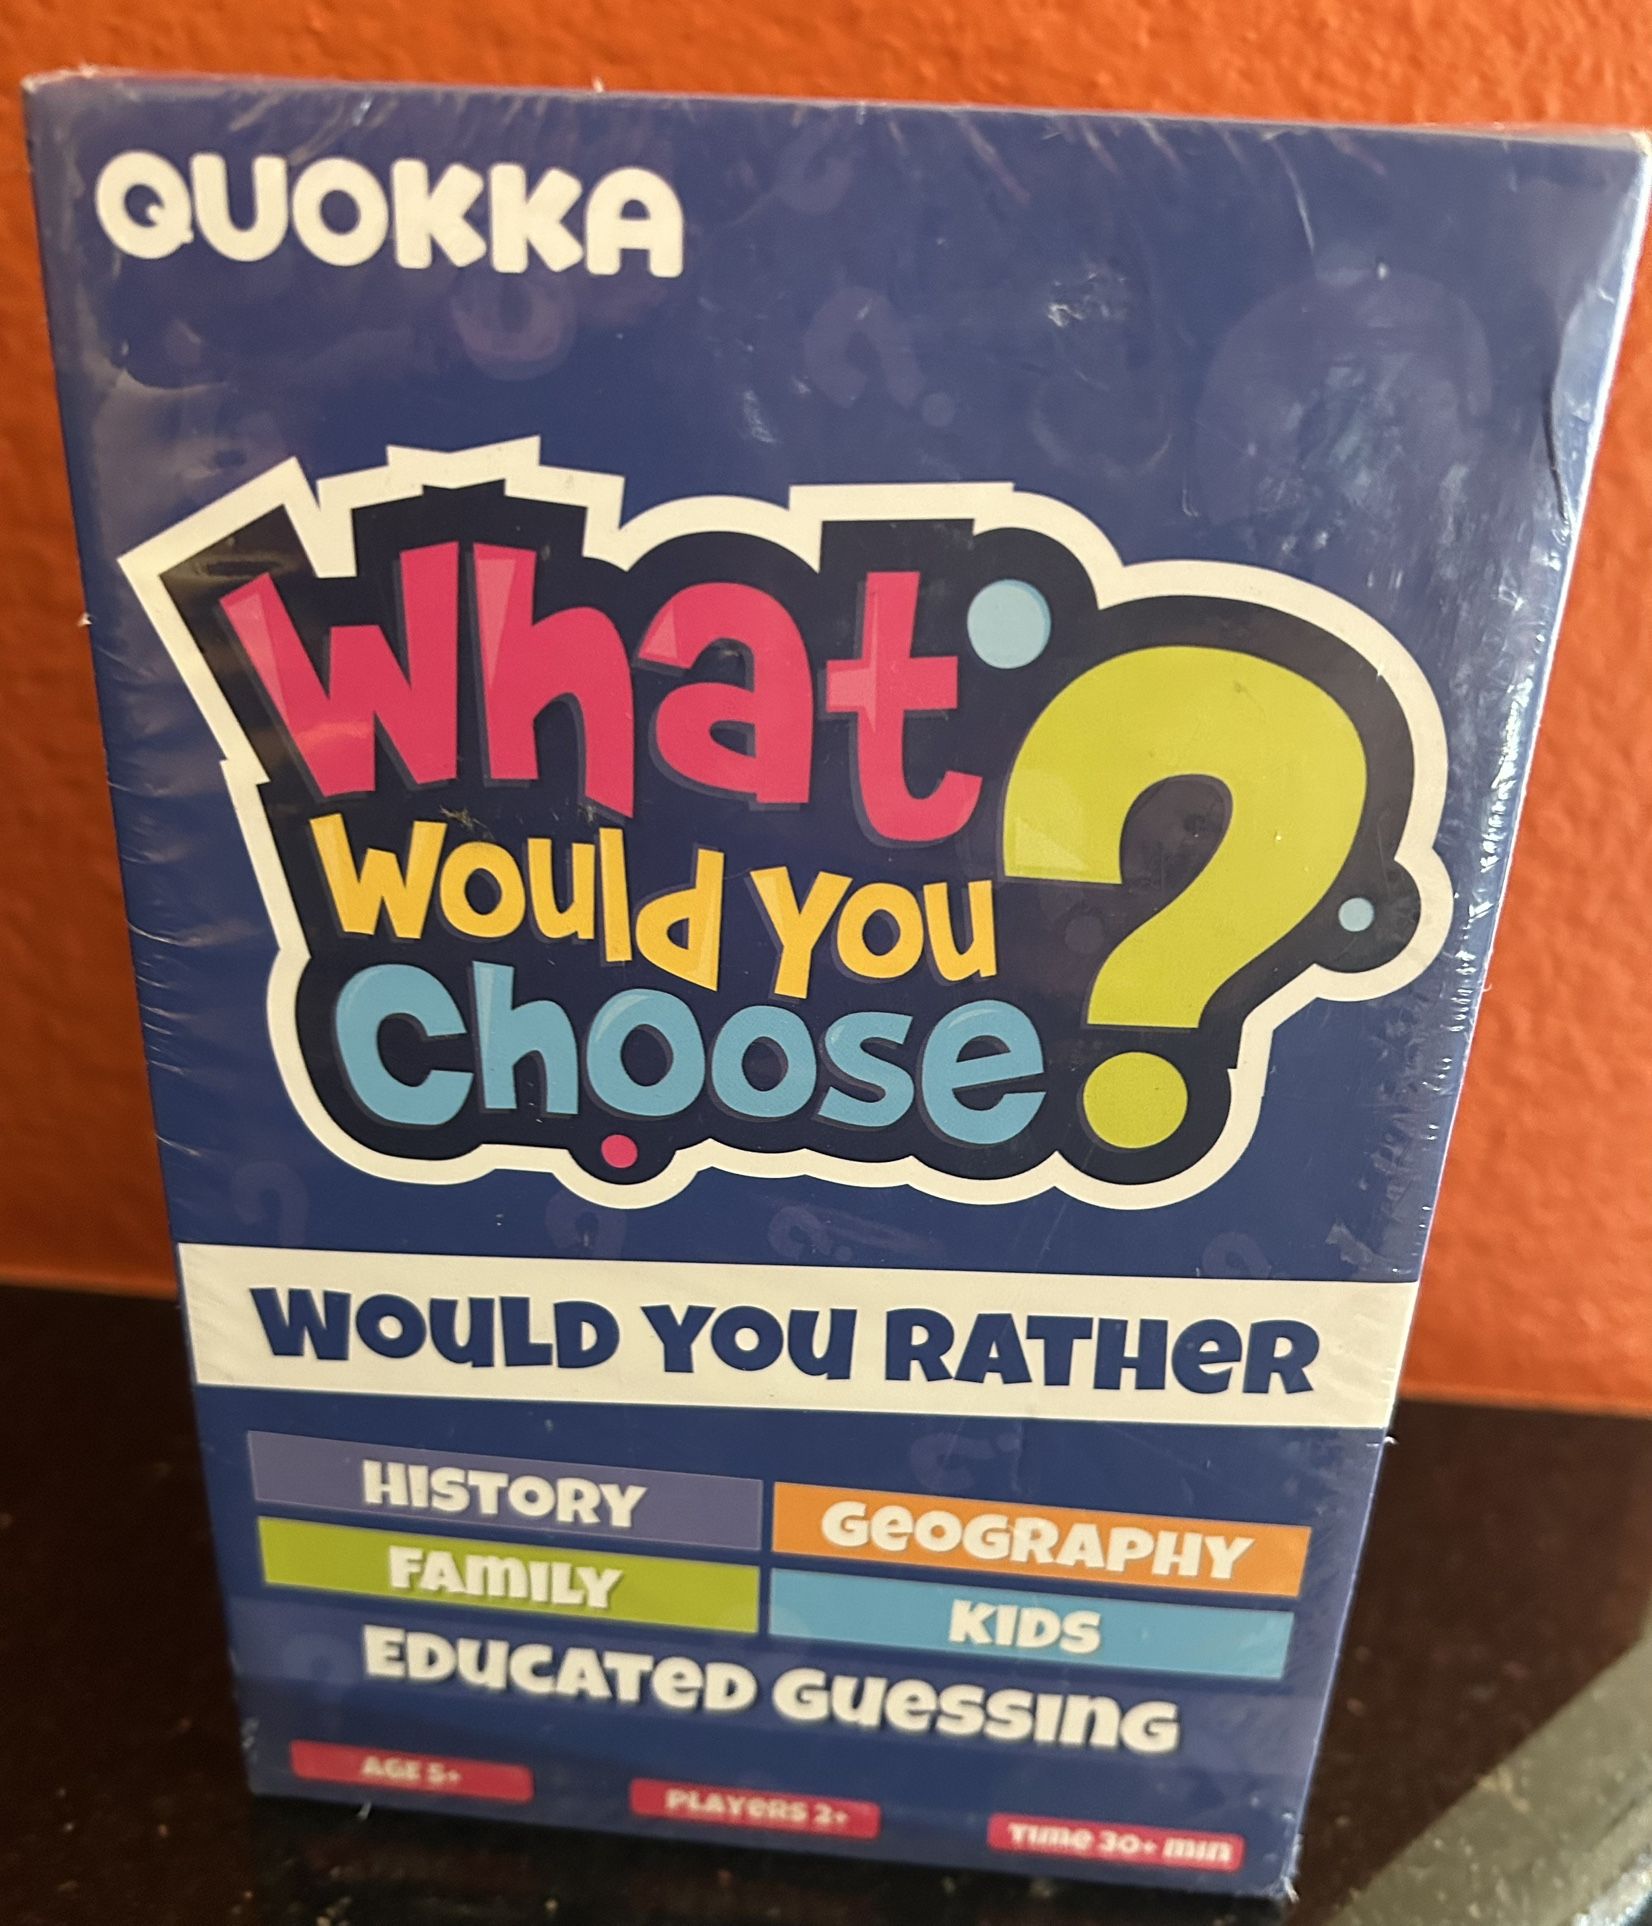 QUOKKA
What
Would You
Choose?
WOULD YOU RATHER
HISTORY
GEOGRAPHY
FAMILY
KIDS
EDUCATED GUESSING
AGE 5+
PLAYERS 2+
TIME 30+ MIN